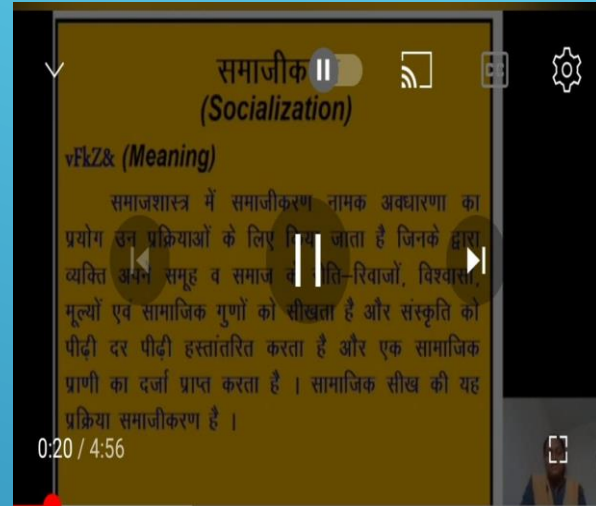 समाजीक
(Socialization)
vFkZ& (Meaning)
समाजशास्त्र में समाजीकरण नामक अवधारणा का
प्रयोग उन प्रक्रियाओं के लिए किया जाता है जिनके द्वारा
व्यक्ति अपने समूह व समाज के रीति-रिवाजों, विश्वासों,
मूल्यों एवं सामाजिक गुणों को सीखता है और संस्कृति को
पीढ़ी दर पीढ़ी हस्तांतरित करता है और एक सामाजिक
प्राणी का दर्जा प्राप्त करता है । सामाजिक सीख की यह
प्रक्रिया समाजीकरण है ।
0:20 / 4:56